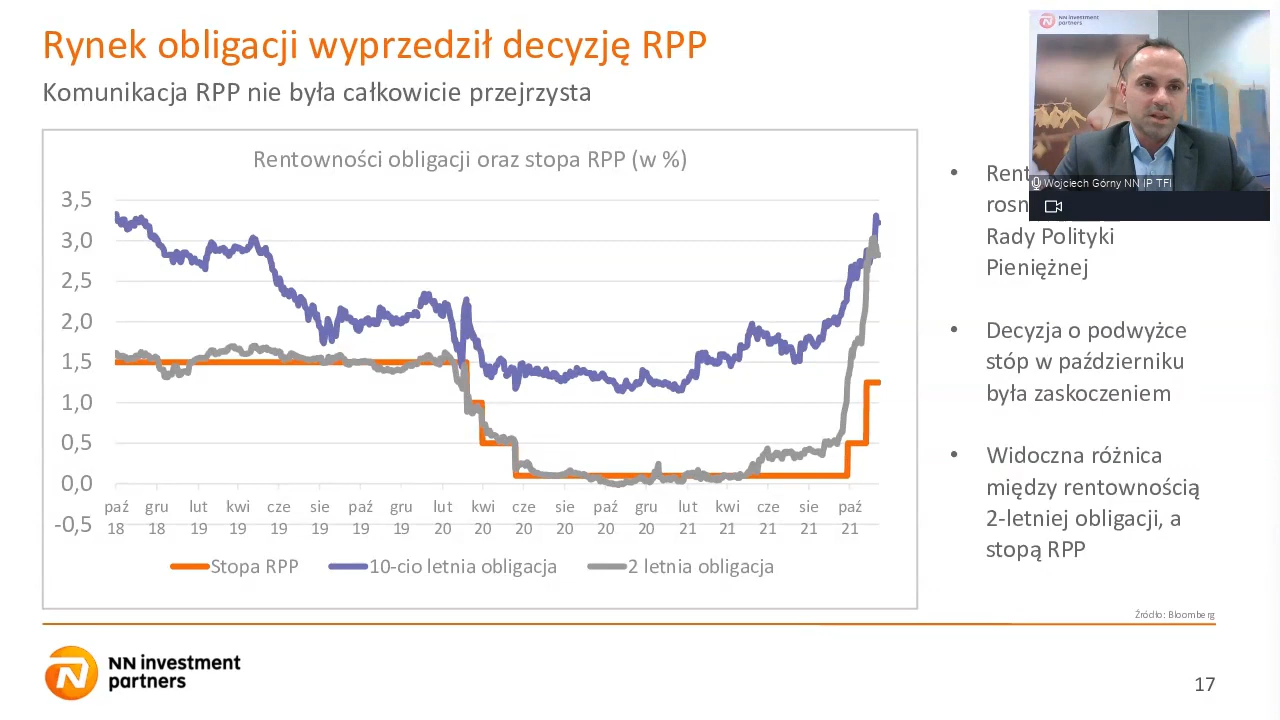 Rynek obligacji wyprzedził decyzję RPP
Komunikacja RPP nie była całkowicie przejrzysta
NN investment
partners
Wojciech Górny NN IP TFI
Rentowności obligacji oraz stopa RPP (w %)
3,5
3,0
2,5
2,0
1,5
1,0
0,5
0,0
-0,5
paź gru lut kwi cze sie paź gru lut kwi cze sie paź gru lut kwi cze sie paź
18 18 19 19 19 19 19 19 20 20 20 20 20 20 21 21 21 21 21
Stopa RPP 10-cio letnia obligacja 2 letnia obligacja
• Rent
rosn
Rady Polityki
Pieniężnej
• Decyzja o podwyżce
stóp w październiku
była zaskoczeniem
• Widoczna różnica
między rentownością
2-letniej obligacji, a
stopą RPP
Źródło: Bloomberg
NN investment
partners
17